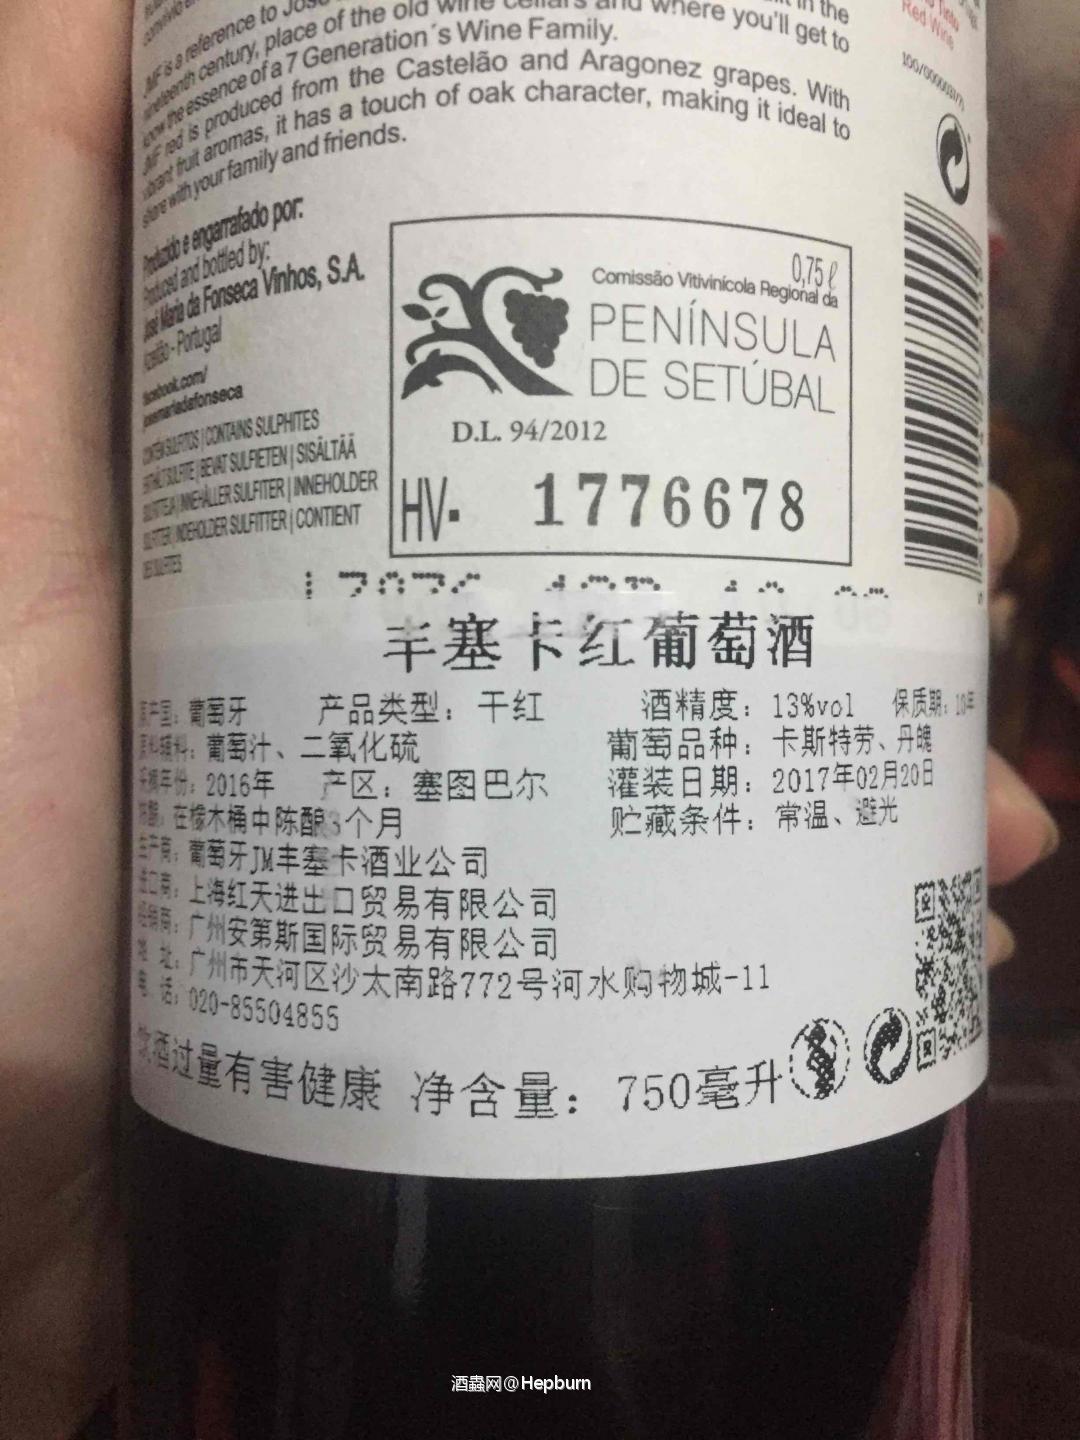 convívio
in the
JMF is a reference to José
nineteenth century, place of the old wine cellars and where you'll get to
know the essence of a 7 Generation´s Wine Family.
JMF red is produced from the Castelão and Aragonez grapes. With
vibrant fruit aromas, it has a touch of oak character, making it ideal to
share with your family and friends.
Tinto
Red Wine
Produzido e engarrafado por:
Produced and bottled by:
José Maria da Fonseca Vinhos, S.A.
Azeitão - Portugal
facebook.com/
josemariadafonseca
CONTÉM SULFITOS | CONTAINS SULPHITES
ENTHÄLT SULFITE | BEVAT SULFIETEN | SISÄLTÄÄ
SULFIITTEJA | INNEHÅLLER SULFITER | INNEHOLDER
SULFITTER | INDEHOLDER SULFITTER | CONTIENT
DES SULFITES
0,75 ℓ
Comissão Vitivinícola Regional da
PENÍNSULA
DE SETÚBAL
D.L. 94/2012
HV- 1776678
丰塞卡红葡萄酒
原产国：葡萄牙 产品类型：干红 酒精度：13%vol 保质期：10年
原料辅料：葡萄汁、二氧化硫 葡萄品种：卡斯特劳、丹魄
采摘年份：2016年 产区：塞图巴尔 灌装日期：2017年02月20日
陈酿：在橡木桶中陈酿3个月 贮藏条件：常温、避光
生产商：葡萄牙JM丰塞卡酒业公司
进口商：上海红天进出口贸易有限公司
经销商：广州安第斯国际贸易有限公司
地 址：广州市天河区沙太南路772号河水购物城-11
电 话：020-85504855
饮酒过量有害健康 净含量：750毫升
酒蟲网@Hepburn